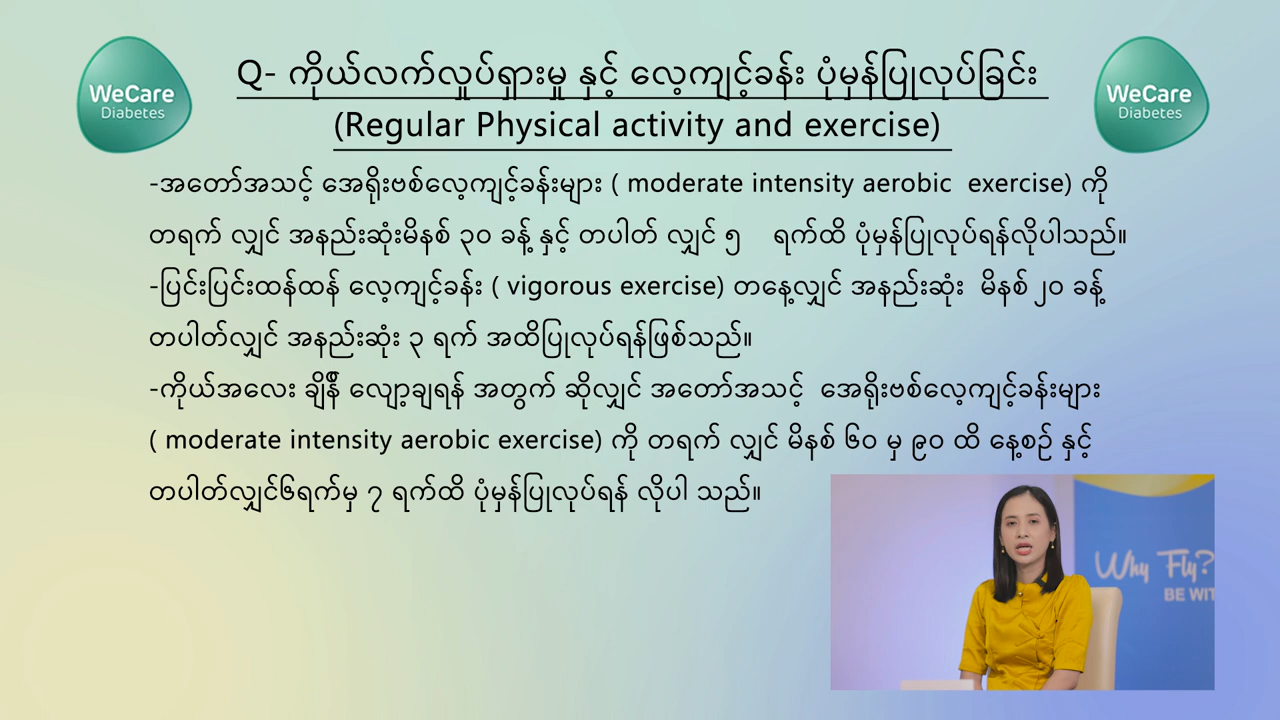 WeCare
Diabetes
WeCare
Diabetes
Q- ကိုယ်လက်လှုပ်ရှားမှု နှင့် လေ့ကျင့်ခန်း ပုံမှန်ပြုလုပ်ခြင်း
(Regular Physical activity and exercise)
-အတော်အသင့် အေရိုးဗစ်လေ့ကျင့်ခန်းများ ( moderate intensity aerobic exercise) ကို
တရက် လျှင် အနည်းဆုံးမိနစ် ၃၀ ခန့် နှင့် တပါတ် လျှင် ၅ ရက်ထိ ပုံမှန်ပြုလုပ်ရန်လိုပါသည်။
-ပြင်းပြင်းထန်ထန် လေ့ကျင့်ခန်း ( vigorous exercise) တနေ့လျှင် အနည်းဆုံး မိနစ် ၂၀ ခန့်
တပါတ်လျှင် အနည်းဆုံး ၃ ရက် အထိပြုလုပ်ရန်ဖြစ်သည်။
-ကိုယ်အလေး ချိန် လျော့ချရန် အတွက် ဆိုလျှင် အတော်အသင့် အေရိုးဗစ်လေ့ကျင့်ခန်းများ
( moderate intensity aerobic exercise) ကို တရက် လျှင် မိနစ် ၆၀ မှ ၉၀ ထိ နေ့စဉ် နှင့်
တပါတ်လျှင်၆ရက်မှ ၇ ရက်ထိ ပုံမှန်ပြုလုပ်ရန် လိုပါ သည်။
Why Fly?
BE WIT